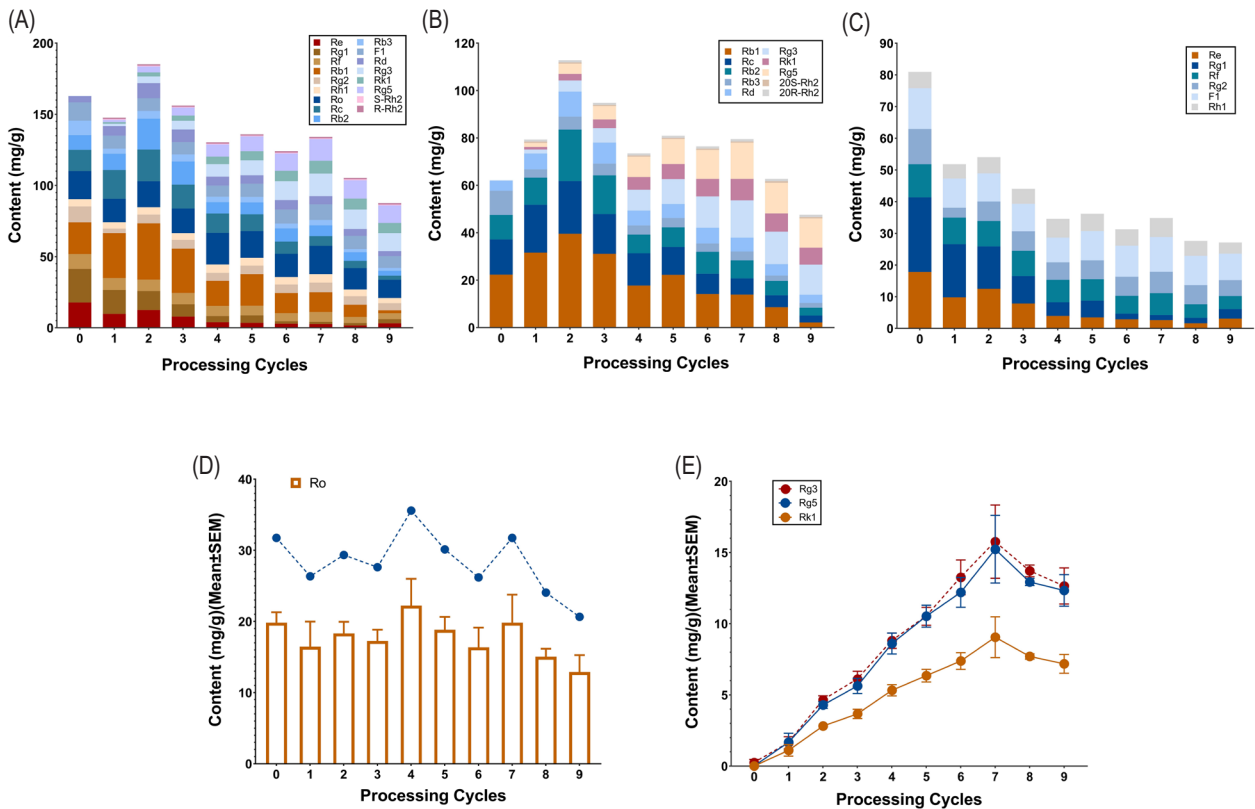 (A)
200
150
100
50
0
Content (mg/g)
Re
Rg1
Rf
Rb1
Rg2
Rh1
Ro
Rc
Rb2
Rb3
F1
Rd
Rg3
Rk1
Rg5
S-Rh2
R-Rh2
0 1 2 3 4 5 6 7 8 9
Processing Cycles
(B)
120
100
80
60
40
20
0
Content (mg/g)
Rb1
Rc
Rb2
Rb3
Rd
Rg3
Rk1
Rg5
20S-Rh2
20R-Rh2
0 1 2 3 4 5 6 7 8 9
Processing Cycles
(C)
90
80
70
60
50
40
30
20
10
0
Content (mg/g)
Re
Rg1
Rf
Rg2
F1
Rh1
0 1 2 3 4 5 6 7 8 9
Processing Cycles
(D)
40
30
20
10
0
Content (mg/g)(Mean±SEM)
Ro
0 1 2 3 4 5 6 7 8 9
Processing Cycles
(E)
20
15
10
5
0
Content (mg/g)(Mean±SEM)
Rg3
Rg5
Rk1
0 1 2 3 4 5 6 7 8 9
Processing Cycles